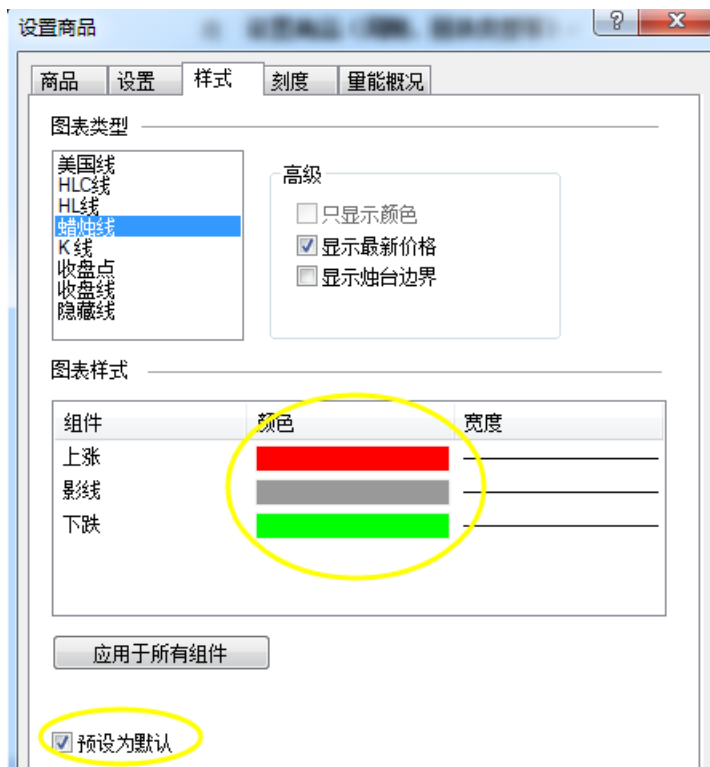 设置商品
商品 设置 样式 刻度 量能概况
图表类型
美国线
HLC线
HL线
蜡烛线
K线
收盘点
收盘线
隐藏线
高级
只显示颜色
显示最新价格
显示烛台边界
图表样式
组件 颜色 宽度
上涨
影线
下跌
应用于所有组件
预设为默认